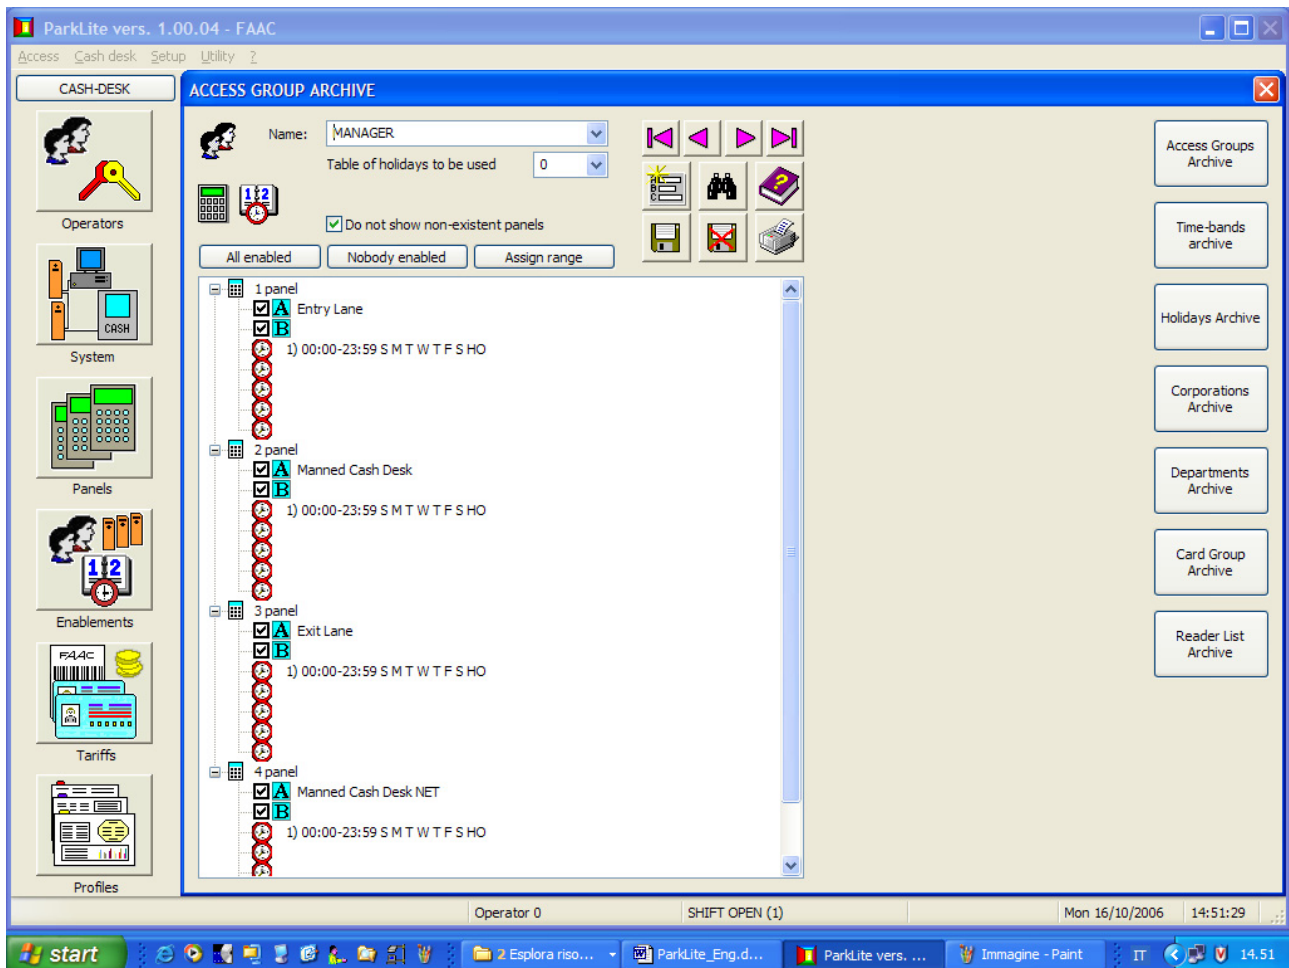 ParkLite vers. 1.00.04 - FAAC
Access Cash desk Setup Utility ?
CASH-DESK
Operators
CASH
System
Panels
1 2
Enablements
FAAC
Tariffs
Profiles
ACCESS GROUP ARCHIVE
Name: MANAGER
Table of holidays to be used 0
1 2
Do not show non-existent panels
All enabled Nobody enabled Assign range
A
B
C
?
1 panel
A Entry Lane
B
1) 00:00-23:59 S M T W T F S HO
2 panel
A Manned Cash Desk
B
1) 00:00-23:59 S M T W T F S HO
3 panel
A Exit Lane
B
1) 00:00-23:59 S M T W T F S HO
4 panel
A Manned Cash Desk NET
B
1) 00:00-23:59 S M T W T F S HO
Access Groups
Archive
Time-bands
archive
Holidays Archive
Corporations
Archive
Departments
Archive
Card Group
Archive
Reader List
Archive
Operator 0 SHIFT OPEN (1) Mon 16/10/2006 14:51:29
start 2 Esplora riso... ParkLite_Eng.d... ParkLite vers. ... Immagine - Paint IT 14.51